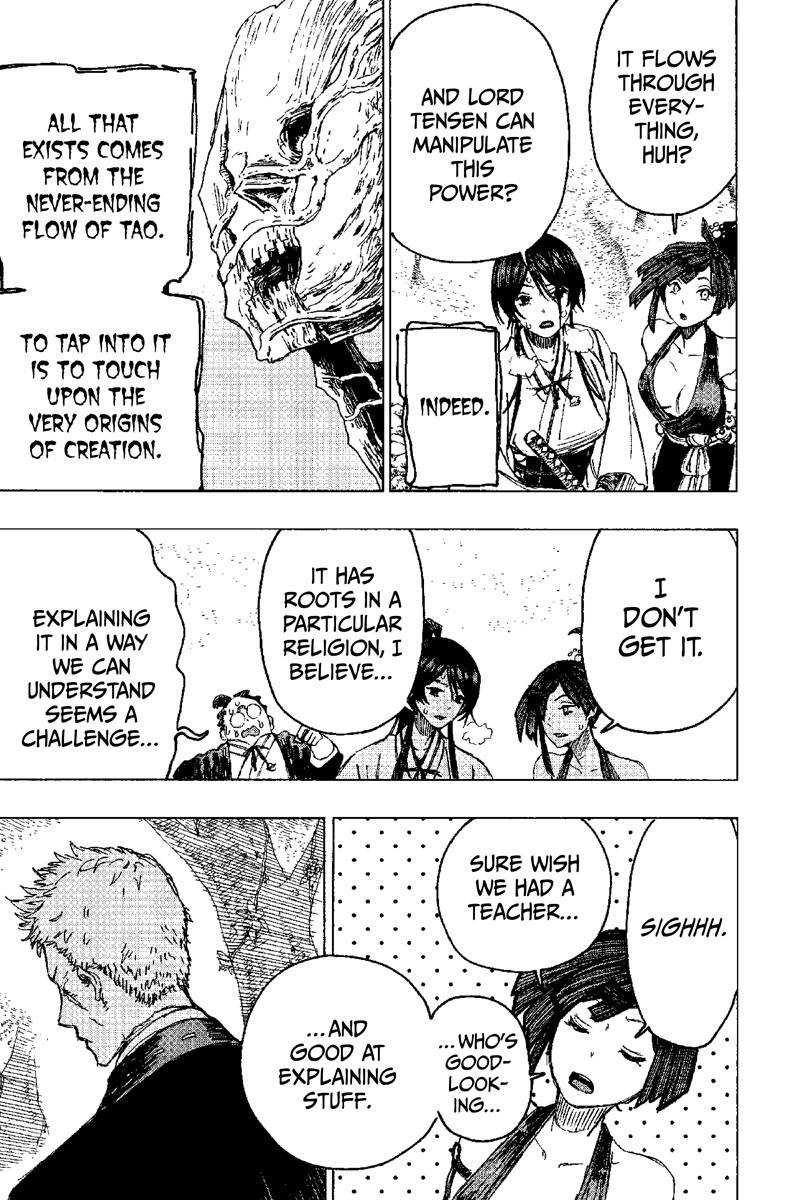 IT FLOWS
THROUGH
EVERY-
THING,
HUH?
AND LORD
TENSEN CAN
MANIPULATE
THIS
POWER?
INDEED.
ALL THAT
EXISTS COMES
FROM THE
NEVER-ENDING
FLOW OF TAO.
TO TAP INTO IT
IS TO TOUCH
UPON THE
VERY ORIGINS
OF CREATION.
I
DON'T
GET IT.
IT HAS
ROOTS IN A
PARTICULAR
RELIGION, I
BELIEVE...
EXPLAINING
IT IN A WAY
WE CAN
UNDERSTAND
SEEMS A
CHALLENGE...
SIGHHH.
SURE WISH
WE HAD A
TEACHER...
...WHO'S
GOOD-
LOOK-
ING...
...AND
GOOD AT
EXPLAINING
STUFF.